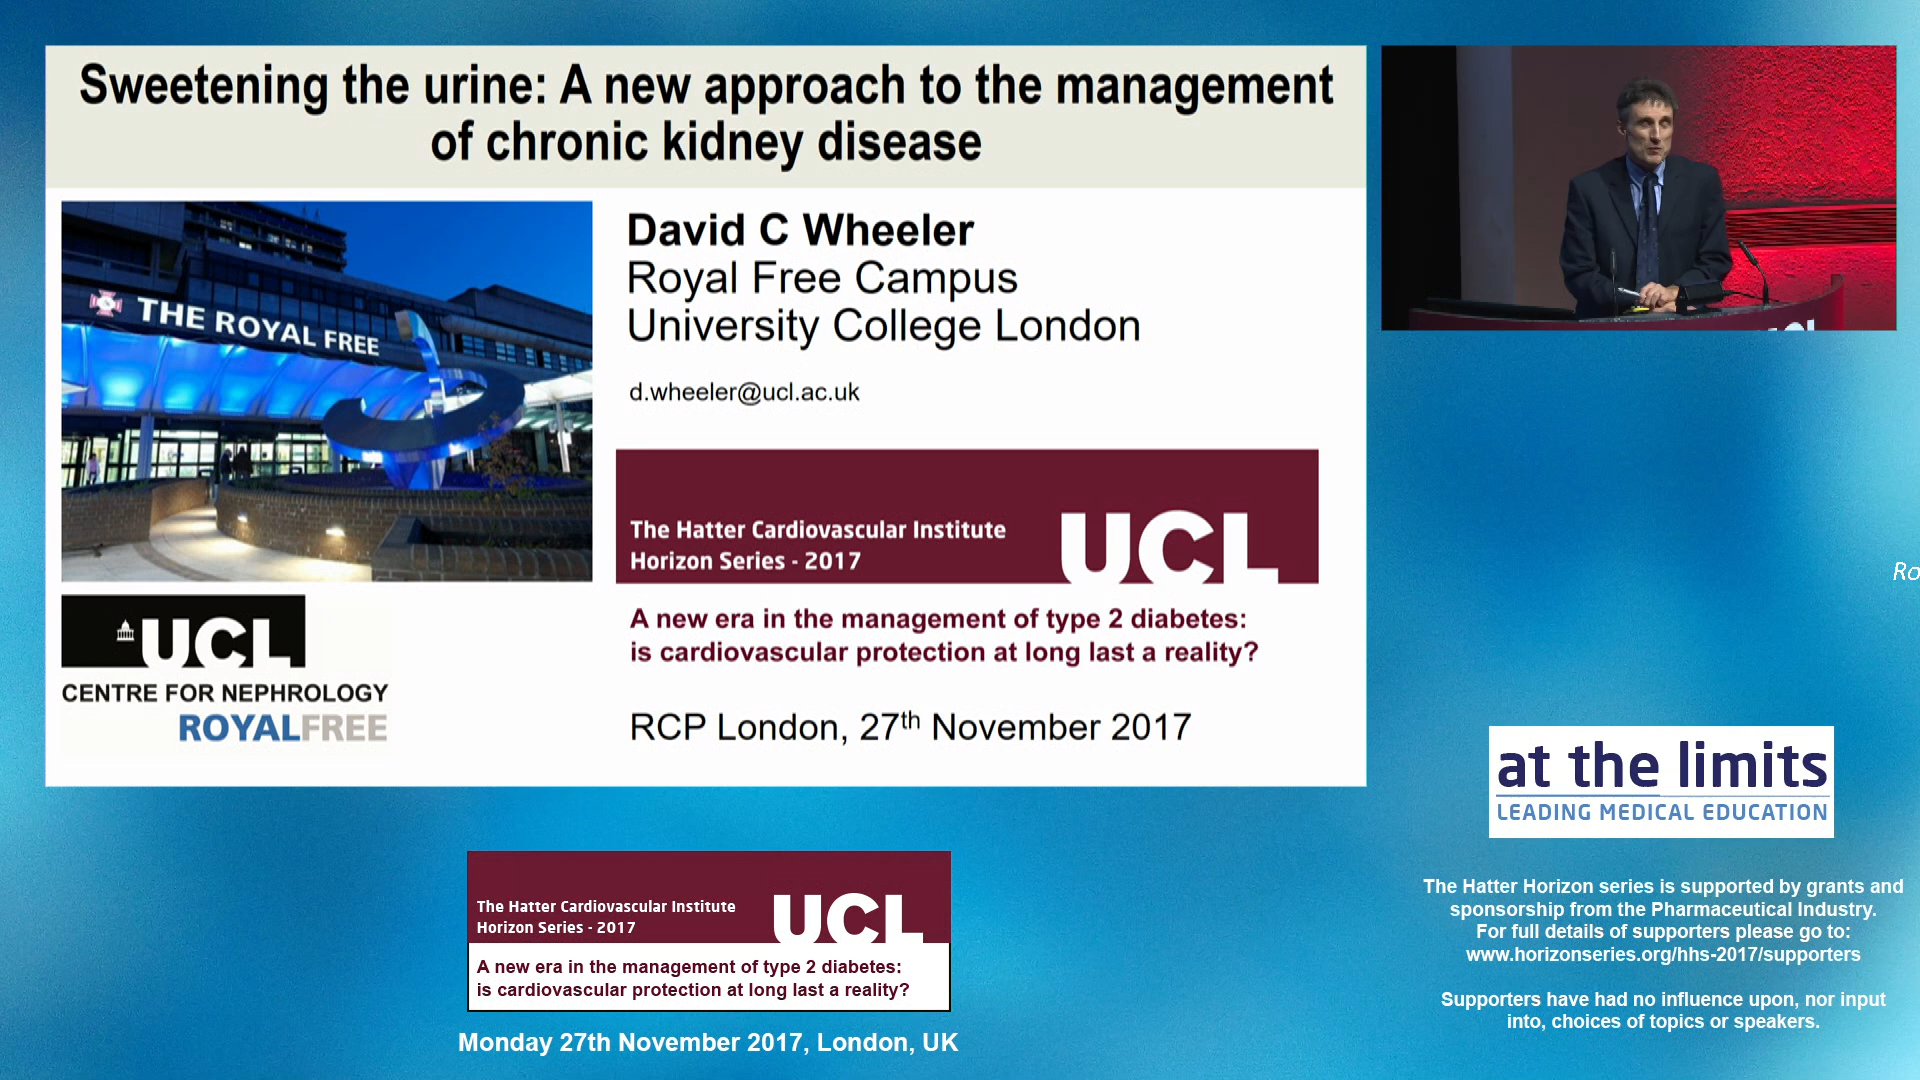 Sweetening the urine: A new approach to the management
of chronic kidney disease
THE ROYAL FREE
David C Wheeler
Royal Free Campus
University College London
d.wheeler@ucl.ac.uk
The Hatter Cardiovascular Institute
Horizon Series - 2017
UCL
A new era in the management of type 2 diabetes:
is cardiovascular protection at long last a reality?
RCP London, 27th November 2017
UCL
CENTRE FOR NEPHROLOGY
ROYALFREE
UCL
Ro
at the limits
LEADING MEDICAL EDUCATION
The Hatter Horizon series is supported by grants and
sponsorship from the Pharmaceutical Industry.
For full details of supporters please go to:
www.horizonseries.org/hhs-2017/supporters
Supporters have had no influence upon, nor input
into, choices of topics or speakers.
The Hatter Cardiovascular Institute
Horizon Series - 2017
UCL
A new era in the management of type 2 diabetes:
is cardiovascular protection at long last a reality?
Monday 27th November 2017, London, UK